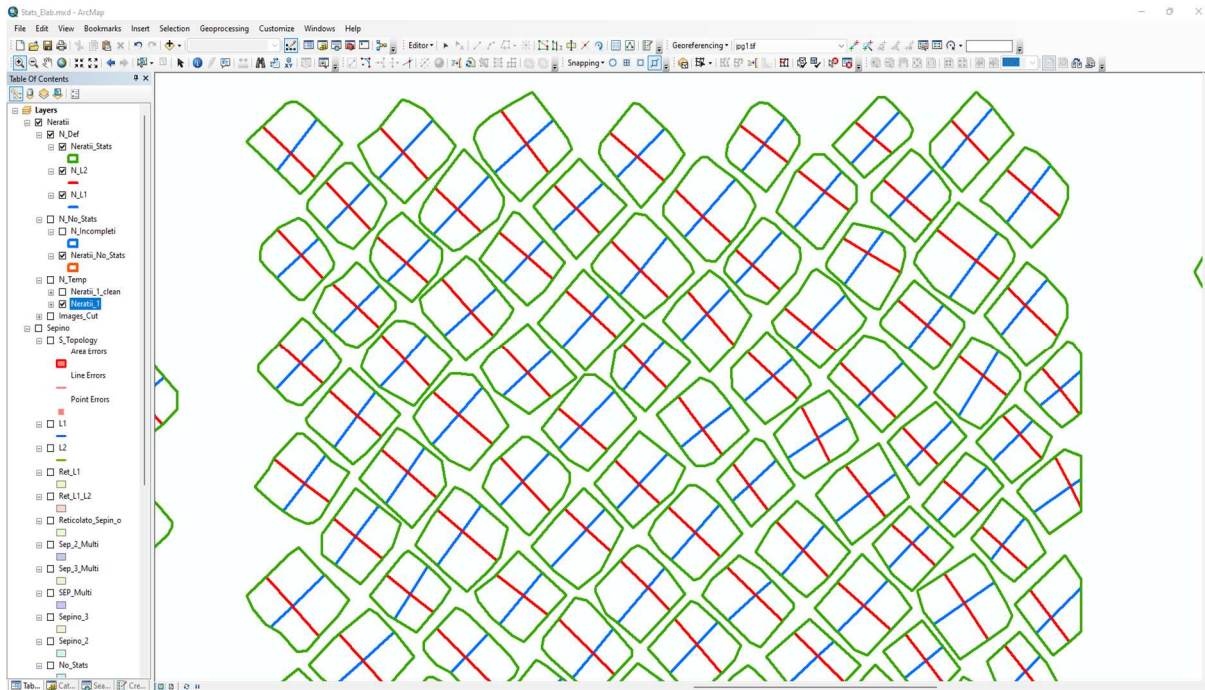 Stats_Elab.mxd - ArcMap
File Edit View Bookmarks Insert Selection Geoprocessing Customize Windows Help
Editor Georeferencing jpg1.tif
Snapping
Table Of Contents
Layers
Neratii
N_Def
Neratii_Stats
N_L2
N_L1
N_No_Stats
N_Incompleti
Neratii_No_Stats
N_Temp
Neratii_1_clean
Neratii_1
Images_Cut
Sepino
S_Topology
Area Errors
Line Errors
Point Errors
L1
L2
Ret_L1
Ret_L1_L2
Reticolato_Sepin_o
Sep_2_Multi
Sep_3_Multi
SEP_Multi
Sepino_3
Sepino_2
No_Stats
Tab... Cat... Sea... Cre...